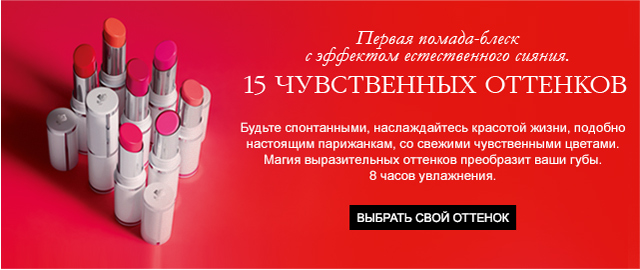 Первая помада-блеск
с эффектом естественного сияния.
15 ЧУВСТВЕННЫХ ОТТЕНКОВ
Будьте спонтанными, наслаждайтесь красотой жизни, подобно
настоящим парижанкам, со свежими чувственными цветами.
Магия выразительных оттенков преобразит ваши губы.
8 часов увлажнения.
ВЫБРАТЬ СВОЙ ОТТЕНОК